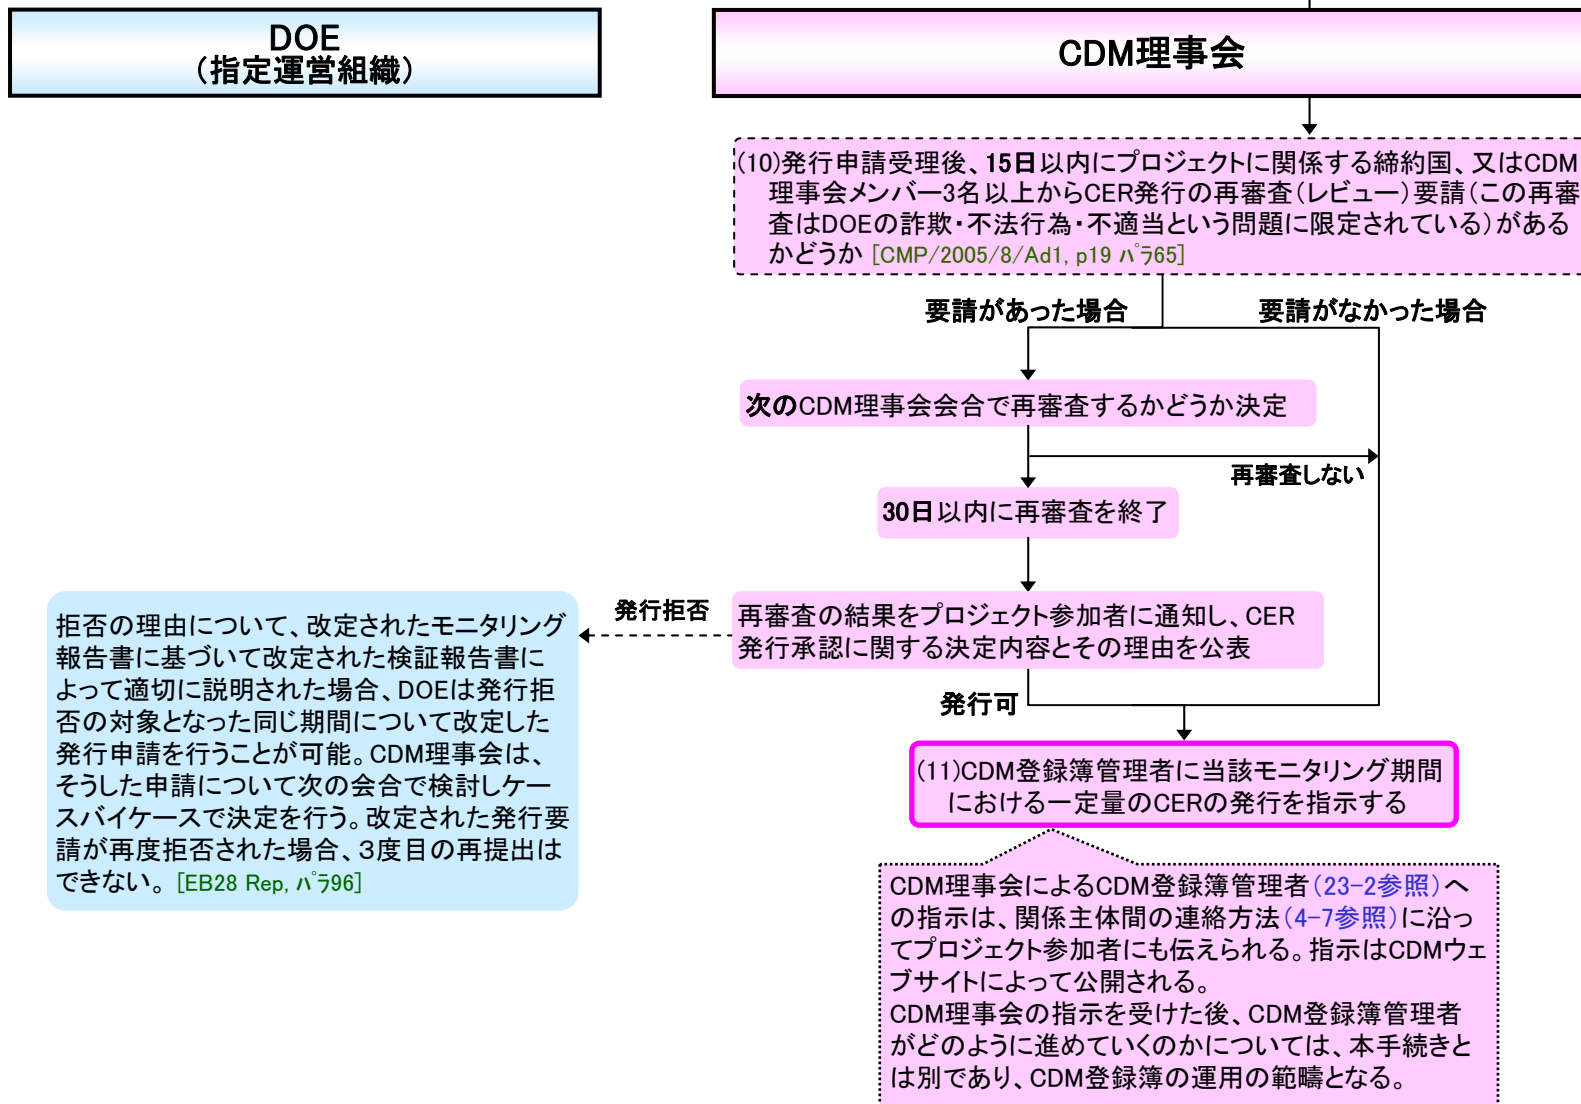 DOE
（指定運営組織）
CDM理事会
(10)発行申請受理後、15日以内にプロジェクトに関係する締約国、又はCDM
理事会メンバー3名以上からCER発行の再審査（レビュー）要請（この再審
査はDOEの詐欺・不法行為・不適当という問題に限定されている）がある
かどうか [CMP/2005/8/Ad1, p19 ﾊﾟﾗ65]
要請があった場合
要請がなかった場合
次のCDM理事会会合で再審査するかどうか決定
再審査しない
30日以内に再審査を終了
発行拒否
再審査の結果をプロジェクト参加者に通知し、CER
発行承認に関する決定内容とその理由を公表
拒否の理由について、改定されたモニタリング
報告書に基づいて改定された検証報告書に
よって適切に説明された場合、DOEは発行拒
否の対象となった同じ期間について改定した
発行申請を行うことが可能。CDM理事会は、
そうした申請について次の会合で検討しケー
スバイケースで決定を行う。改定された発行要
請が再度拒否された場合、３度目の再提出は
できない。 [EB28 Rep, ﾊﾟﾗ96]
発行可
(11)CDM登録簿管理者に当該モニタリング期間
における一定量のCERの発行を指示する
CDM理事会によるCDM登録簿管理者（23-2参照）へ
の指示は、関係主体間の連絡方法（4-7参照）に沿っ
てプロジェクト参加者にも伝えられる。指示はCDMウェ
ブサイトによって公開される。
CDM理事会の指示を受けた後、CDM登録簿管理者
がどのように進めていくのかについては、本手続きと
は別であり、CDM登録簿の運用の範疇となる。